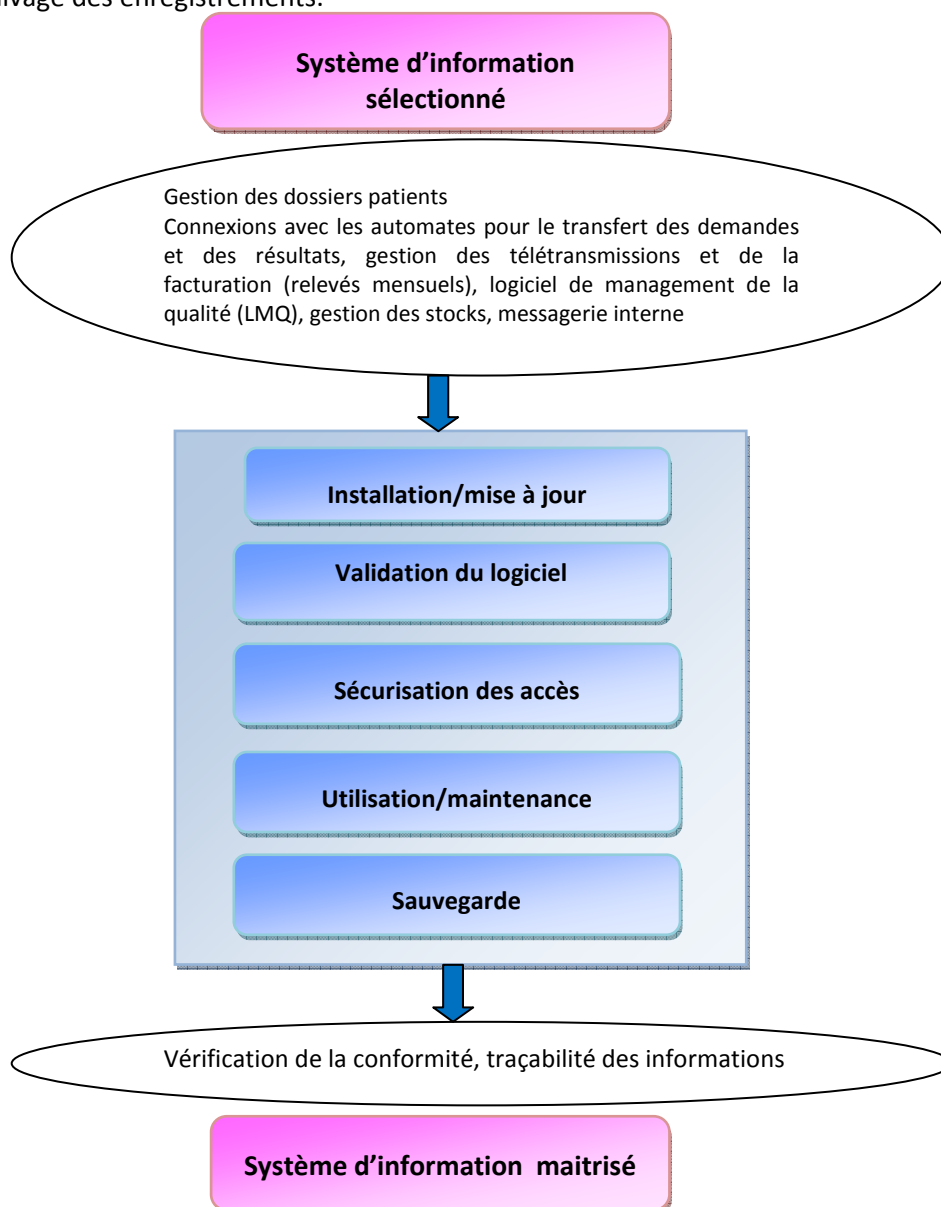 des enregistrements.
Système d’information
sélectionné
Gestion des dossiers patients
Connexions avec les automates pour le transfert des demandes
et des résultats, gestion des télétransmissions et de la
facturation (relevés mensuels), logiciel de management de la
qualité (LMQ), gestion des stocks, messagerie interne
Installation/mise à jour
Validation du logiciel
Sécurisation des accès
Utilisation/maintenance
Sauvegarde
Vérification de la conformité, traçabilité des informations
Système d’information maitrisé